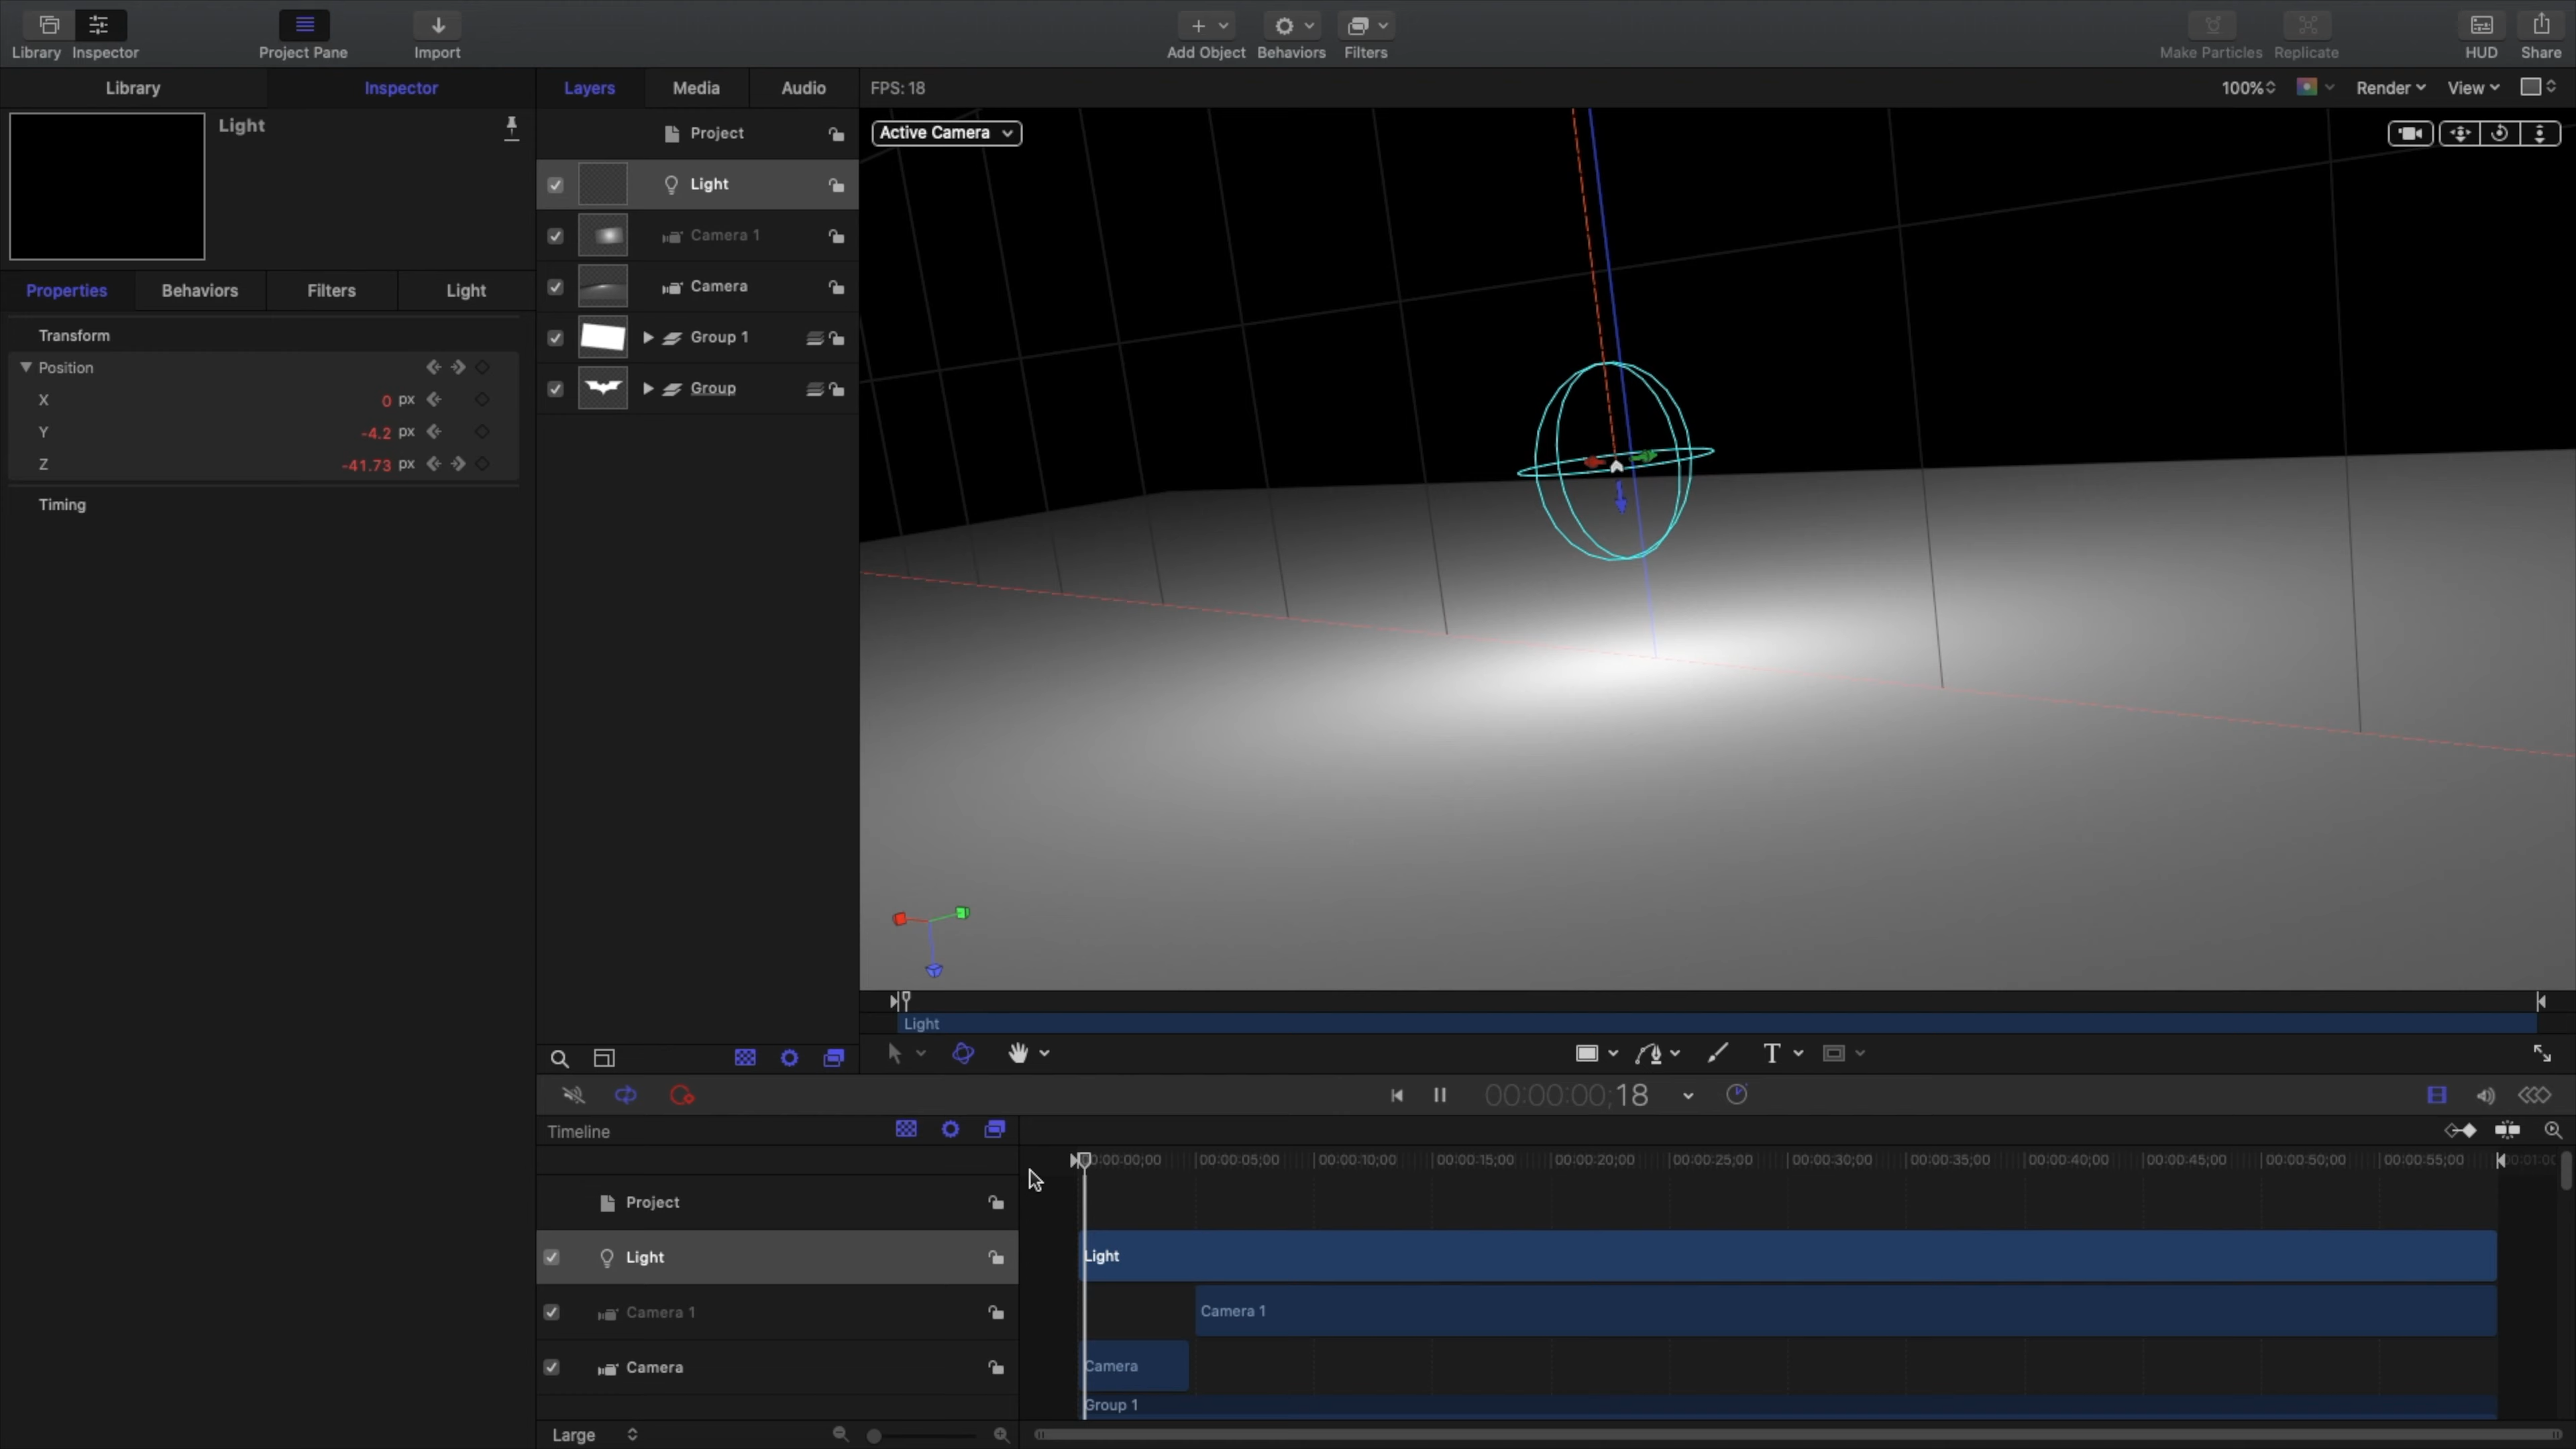 Library
Inspector
Project Pane
Import
Add Object
Behaviors
Filters
Make Particles
Replicate
HUD
Share
Library
Inspector
Layers
Media
Audio
FPS: 18
100%
Render
View
Light
Project
Active Camera
Light
Camera 1
Camera
Properties
Behaviors
Filters
Light
Transform
Group 1
Position
Group
X
0 px
Y
-4.2 px
Z
-41.73 px
Timing
Light
T
00:00:00;18
Timeline
00:00:00;00
00:00:05;00
00:00:10;00
00:00:15;00
00:00:20;00
00:00:25;00
00:00:30;00
00:00:35;00
00:00:40;00
00:00:45;00
00:00:50;00
00:00:55;00
Project
Light
Light
Camera 1
Camera 1
Camera
Camera
Group 1
Large